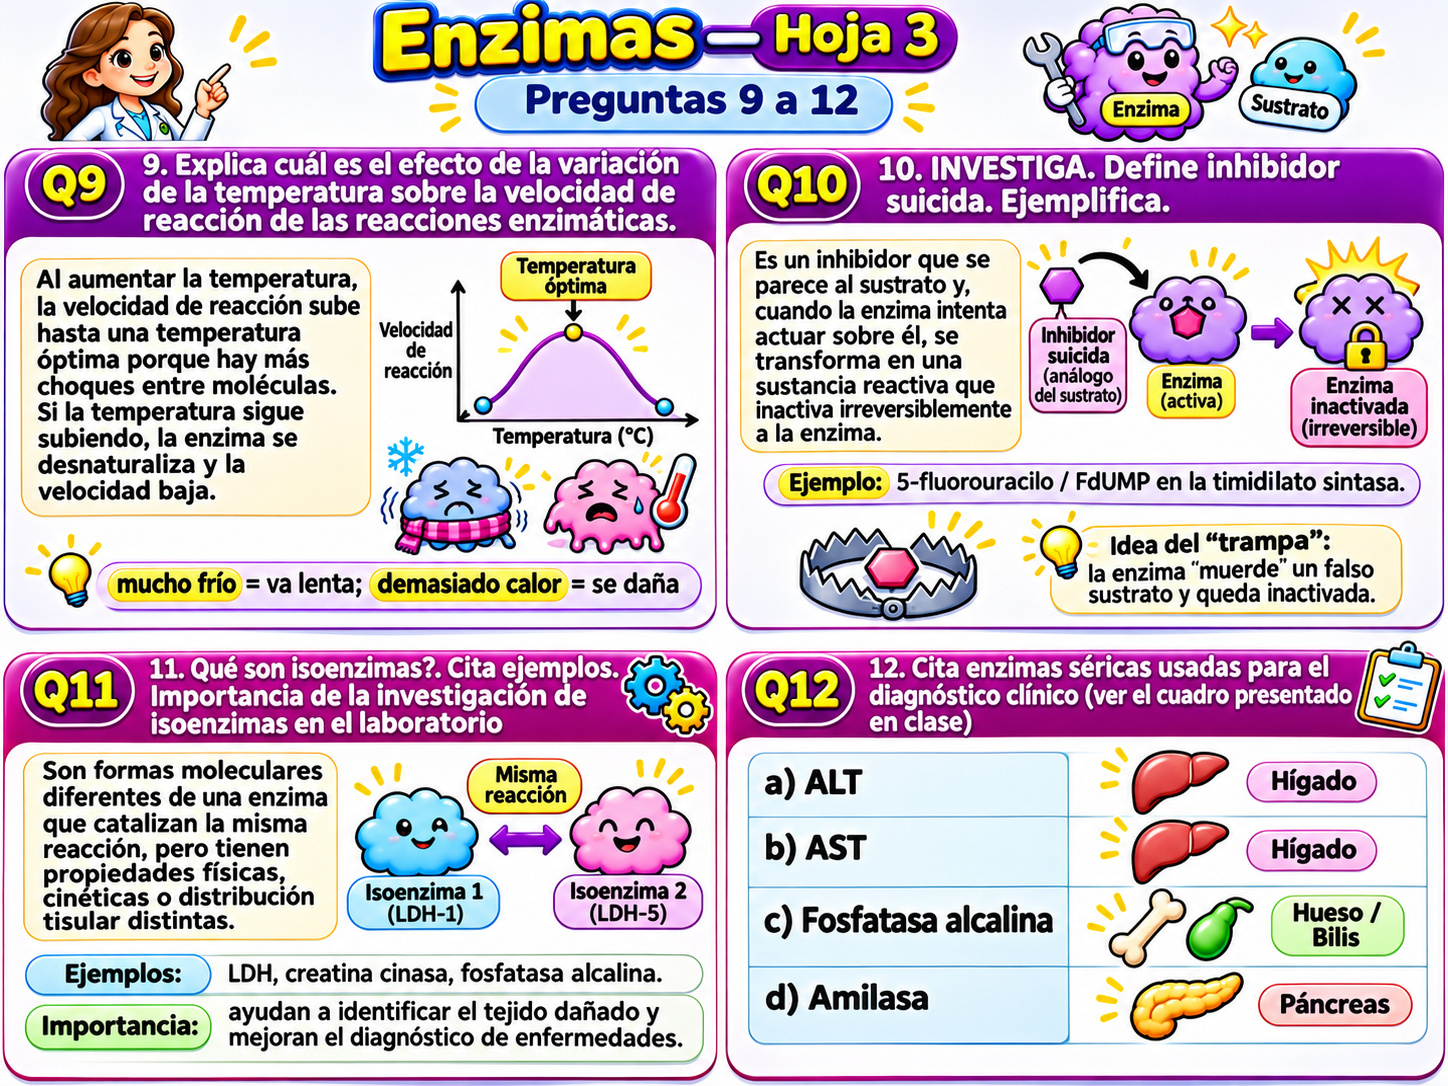 Enzimas — Hoja 3
Preguntas 9 a 12
Enzima
Sustrato
Q9
9. Explica cuál es el efecto de la variación
de la temperatura sobre la velocidad de
reacción de las reacciones enzimáticas.
Al aumentar la temperatura,
la velocidad de reacción sube
hasta una temperatura
óptima porque hay más
choques entre moléculas.
Si la temperatura sigue
subiendo, la enzima se
desnaturaliza y la
velocidad baja.
Temperatura
óptima
Velocidad
de
reacción
Temperatura (°C)
mucho frío = va lenta; demasiado calor = se daña
Q10
10. INVESTIGA. Define inhibidor
suicida. Ejemplifica.
Es un inhibidor que se
parece al sustrato y,
cuando la enzima intenta
actuar sobre él, se
transforma en una
sustancia reactiva que
inactiva irreversiblemente
a la enzima.
Inhibidor
suicida
(análogo
del sustrato)
Enzima
(activa)
Enzima
inactivada
(irreversible)
Ejemplo: 5-fluorouracilo / FdUMP en la timidilato sintasa.
Idea del “trampa”:
la enzima “muerde” un falso
sustrato y queda inactivada.
Q11
11. Qué son isoenzimas?. Cita ejemplos.
Importancia de la investigación de
isoenzimas en el laboratorio
Son formas moleculares
diferentes de una enzima
que catalizan la misma
reacción, pero tienen
propiedades físicas,
cinéticas o distribución
tisular distintas.
Misma
reacción
Isoenzima 1
(LDH-1)
Isoenzima 2
(LDH-5)
Ejemplos: LDH, creatina cinasa, fosfatasa alcalina.
Importancia: ayudan a identificar el tejido dañado y
mejoran el diagnóstico de enfermedades.
Q12
12. Cita enzimas séricas usadas para el
diagnóstico clínico (ver el cuadro presentado
en clase)
a) ALT
Hígado
b) AST
Hígado
c) Fosfatasa alcalina
Hueso /
Bilis
d) Amilasa
Páncreas